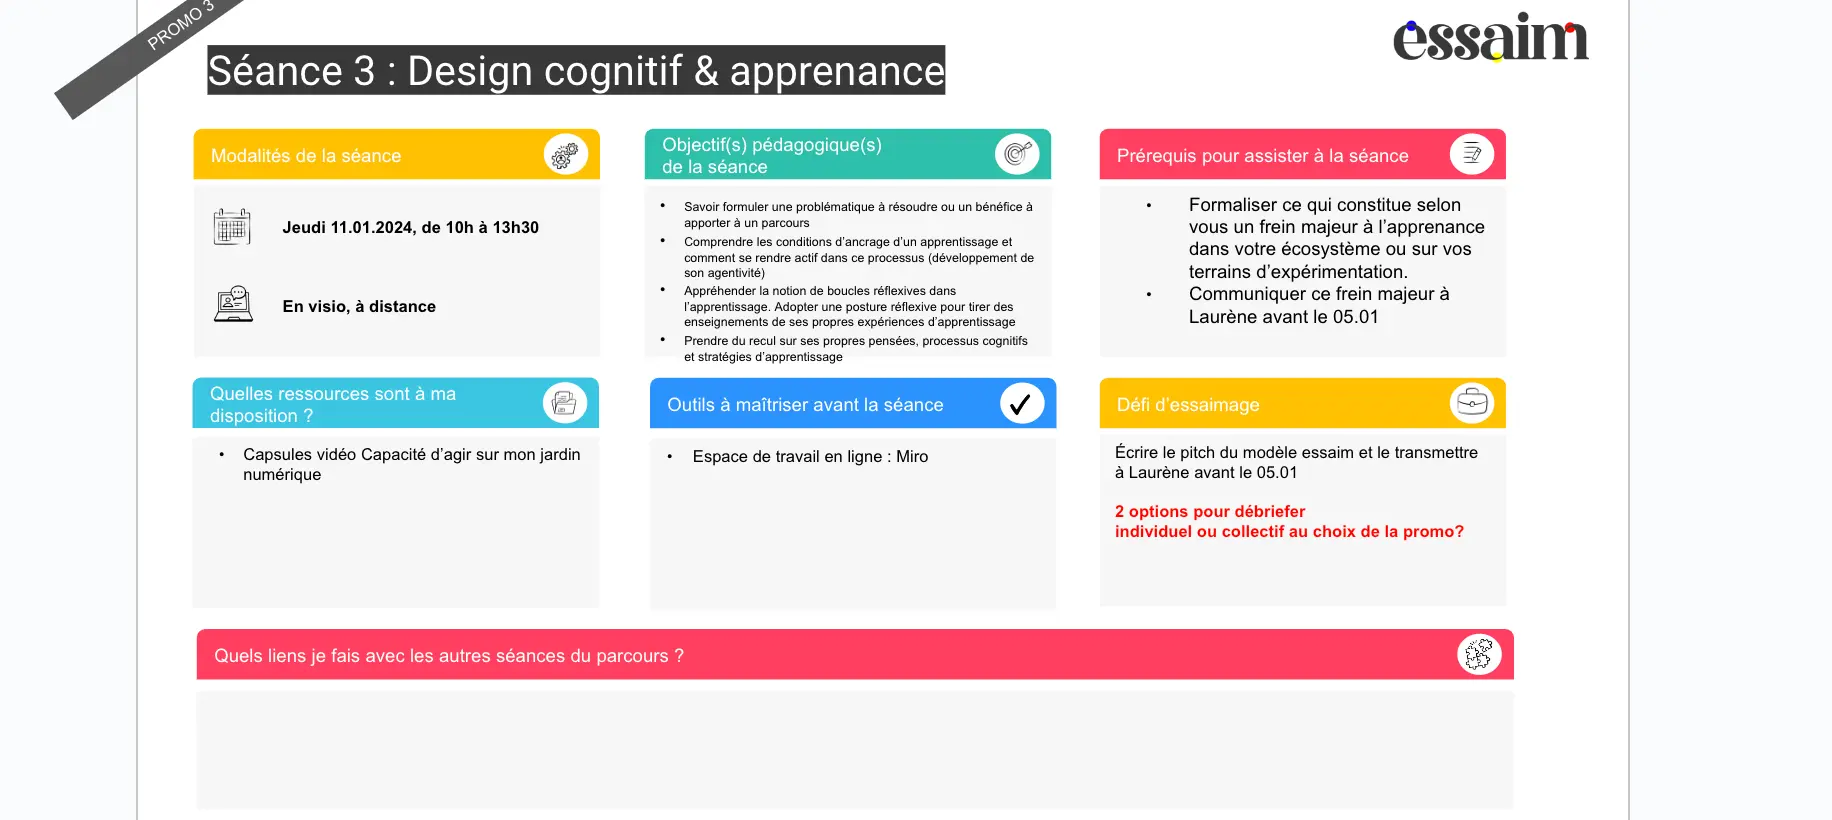 PROMO 3
essaim
Séance 3 : Design cognitif & apprenance
Modalités de la séance
Jeudi 11.01.2024, de 10h à 13h30
En visio, à distance
Objectif(s) pédagogique(s)
de la séance
• Savoir formuler une problématique à résoudre ou un bénéfice à
apporter à un parcours
• Comprendre les conditions d’ancrage d’un apprentissage et
comment se rendre actif dans ce processus (développement de
son agentivité)
• Appréhender la notion de boucles réflexives dans
l’apprentissage. Adopter une posture réflexive pour tirer des
enseignements de ses propres expériences d’apprentissage
• Prendre du recul sur ses propres pensées, processus cognitifs
et stratégies d’apprentissage
Prérequis pour assister à la séance
• Formaliser ce qui constitue selon
vous un frein majeur à l’apprenance
dans votre écosystème ou sur vos
terrains d’expérimentation.
• Communiquer ce frein majeur à
Laurène avant le 05.01
Quelles ressources sont à ma
disposition ?
• Capsules vidéo Capacité d’agir sur mon jardin
numérique
Outils à maîtriser avant la séance
• Espace de travail en ligne : Miro
Défi d’essaimage
Écrire le pitch du modèle essaim et le transmettre
à Laurène avant le 05.01
2 options pour débriefer
individuel ou collectif au choix de la promo?
Quels liens je fais avec les autres séances du parcours ?